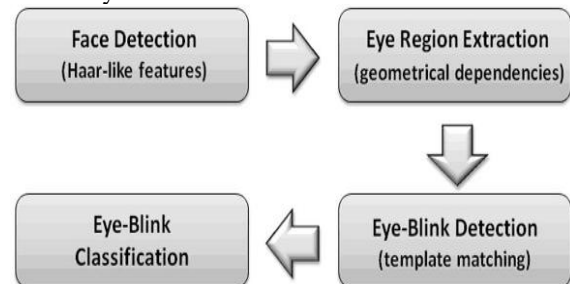 Face Detection
(Haar-like features)
Eye Region Extraction
(geometrical dependencies)
Eye-Blink Detection
(template matching)
Eye-Blink
Classification